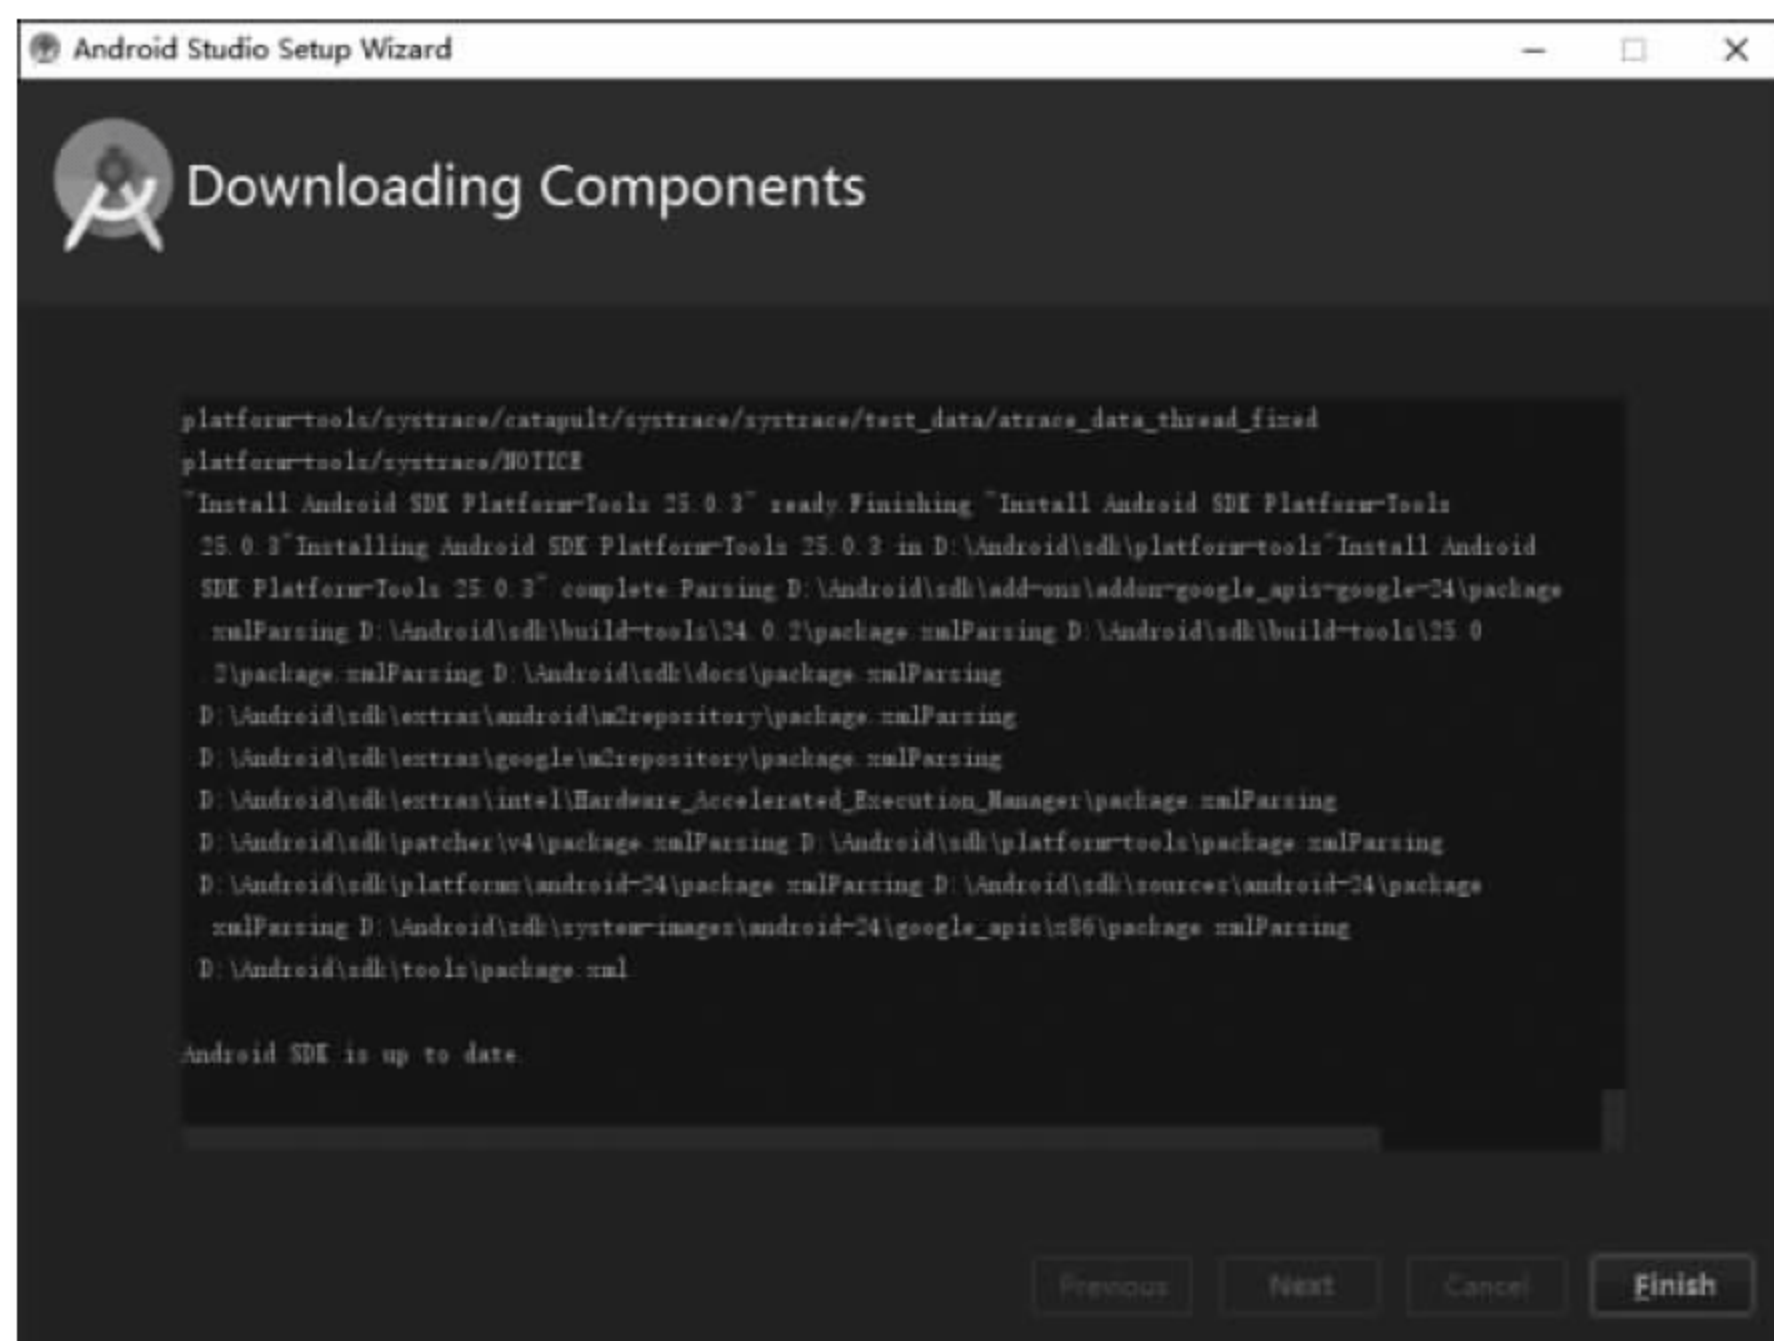 Android Studio Setup Wizard
Downloading Components
platform-tools/systrace/catapult/systrace/systrace/test_data/atrace_data_thread_fixed
platform-tools/systrace/NOTICE
"Install Android SDK Platform-Tools 25.0.3" ready.Finishing "Install Android SDK Platform-Tools
25.0.3"Installing Android SDK Platform-Tools 25.0.3 in D:\Android\sdk\platform-tools"Install Android
SDK Platform-Tools 25.0.3" complete.Parsing D:\Android\sdk\add-ons\addon-google_apis-google-24\package
.xmlParsing D:\Android\sdk\build-tools\24.0.2\package.xmlParsing D:\Android\sdk\build-tools\25.0
.2\package.xmlParsing D:\Android\sdk\docs\package.xmlParsing
D:\Android\sdk\extras\android\m2repository\package.xmlParsing
D:\Android\sdk\extras\google\m2repository\package.xmlParsing
D:\Android\sdk\extras\intel\Hardware_Accelerated_Execution_Manager\package.xmlParsing
D:\Android\sdk\patcher\v4\package.xmlParsing D:\Android\sdk\platform-tools\package.xmlParsing
D:\Android\sdk\platforms\android-24\package.xmlParsing D:\Android\sdk\sources\android-24\package
.xmlParsing D:\Android\sdk\system-images\android-24\google_apis\x86\package.xmlParsing
D:\Android\sdk\tools\package.xml
Android SDK is up to date.
Previous Next Cancel Finish